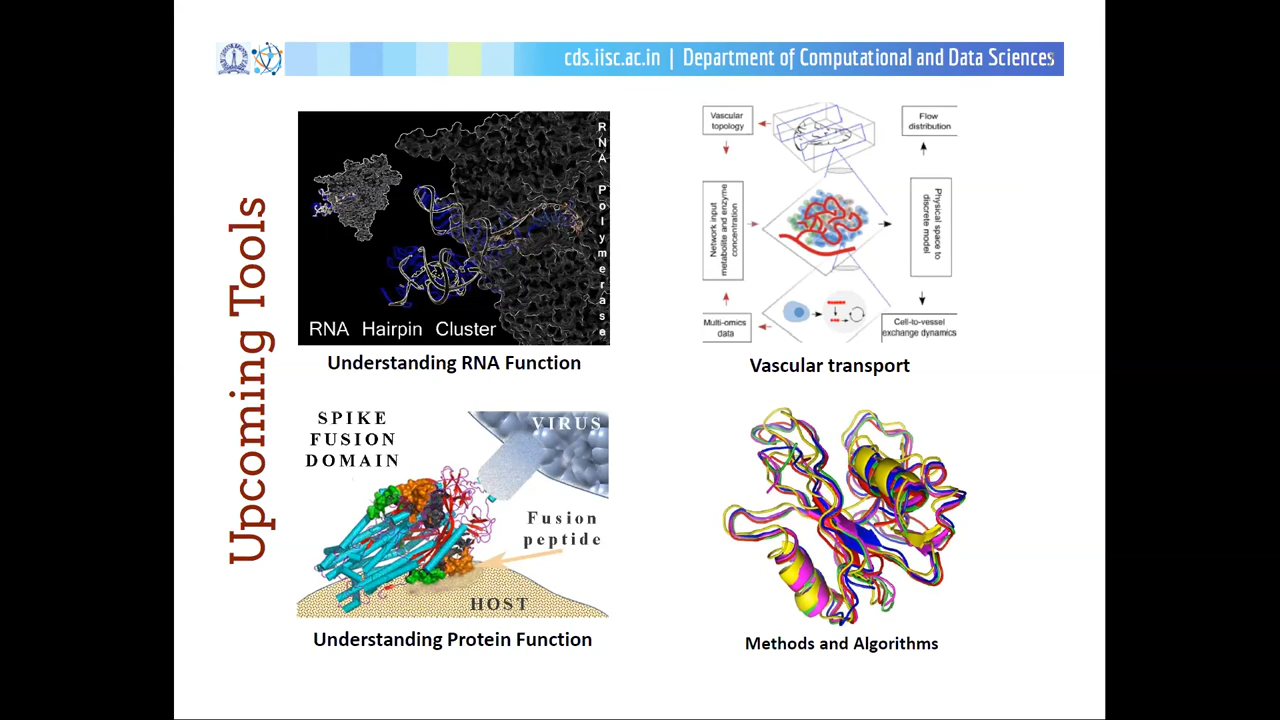 cds.iisc.ac.in | Department of Computational and Data Sciences
Upcoming Tools
RNA Polymerase
RNA Hairpin Cluster
Understanding RNA Function
Vascular
topology
Flow
distribution
Network input
metabolite and enzyme
concentration
Physical space to
discrete model
Multi-omics
data
Cell-to-vessel
exchange dynamics
Vascular transport
SPIKE
FUSION
DOMAIN
VIRUS
Fusion
peptide
HOST
Understanding Protein Function
Methods and Algorithms